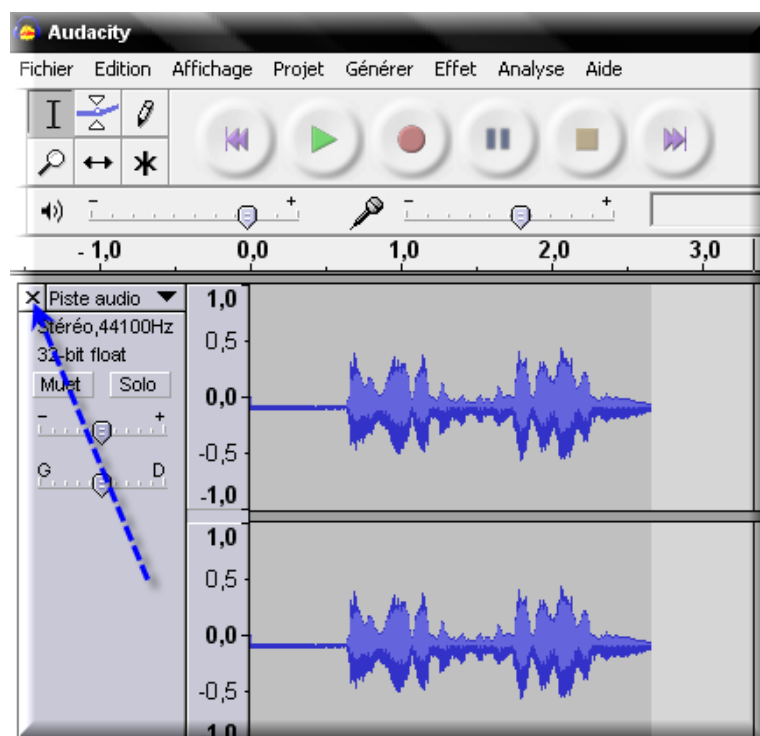 Audacity
Fichier Edition Affichage Projet Générer Effet Analyse Aide
- +
- +
- 1,0 0,0 1,0 2,0 3,0
X Piste audio
Stéréo,44100Hz
32-bit float
Muet Solo
- +
G D
1,0
0,5
0,0
-0,5
-1,0
1,0
0,5
0,0
-0,5
1,0